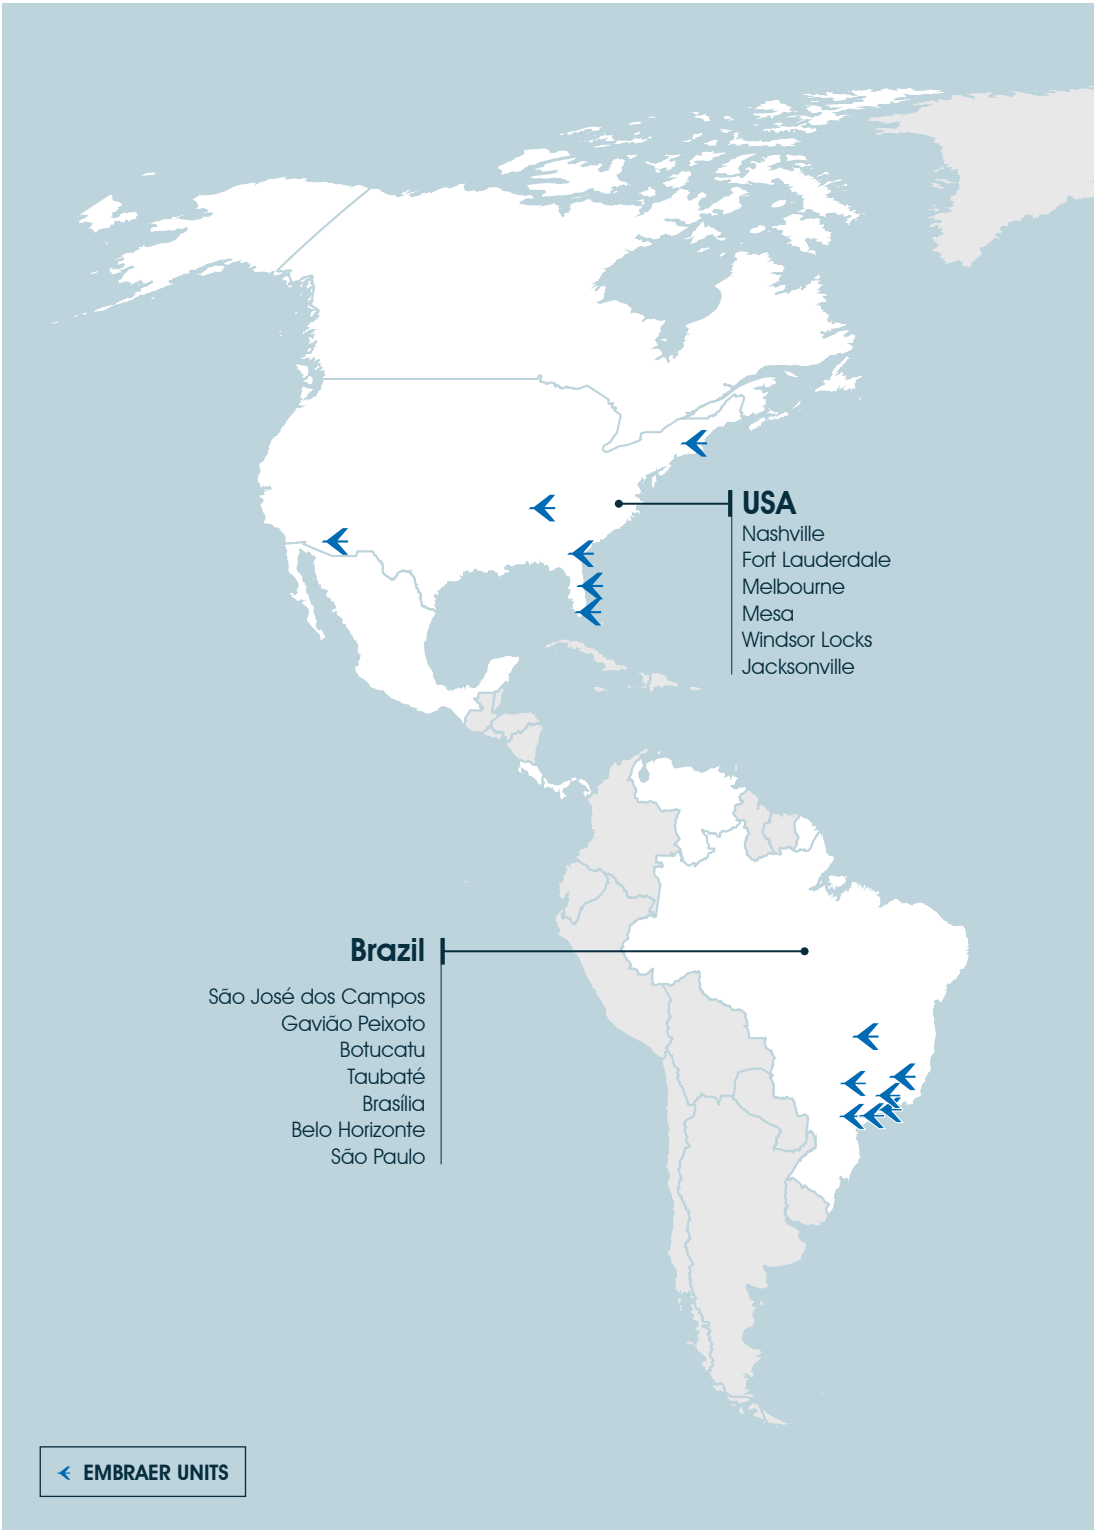 USA
Nashville
Fort Lauderdale
Melbourne
Mesa
Windsor Locks
Jacksonville
Brazil
São José dos Campos
Gavião Peixoto
Botucatu
Taubaté
Brasília
Belo Horizonte
São Paulo
EMBRAER UNITS